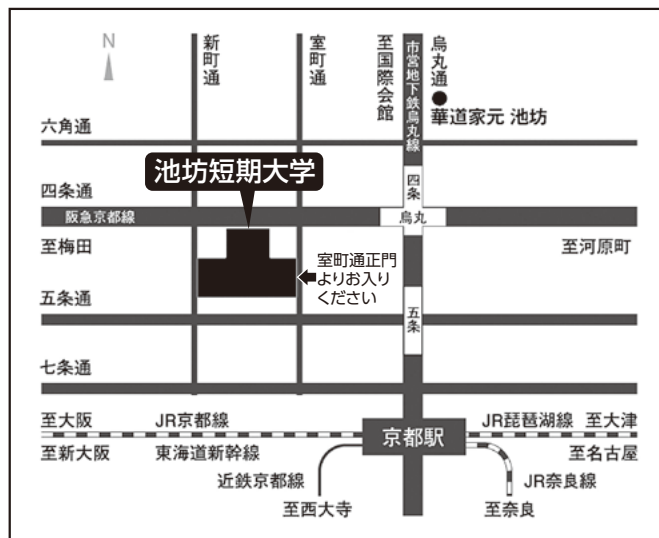 N
新町通
室町通
至国際会館
市営地下鉄烏丸線
烏丸通
華道家元 池坊
六角通
池坊短期大学
四条通
四条
阪急京都線
烏丸
至梅田
至河原町
室町通正門
よりお入り
ください
五条通
五条
七条通
至大阪
JR京都線
京都駅
JR琵琶湖線
至大津
至新大阪
東海道新幹線
至名古屋
近鉄京都線
JR奈良線
至西大寺
至奈良